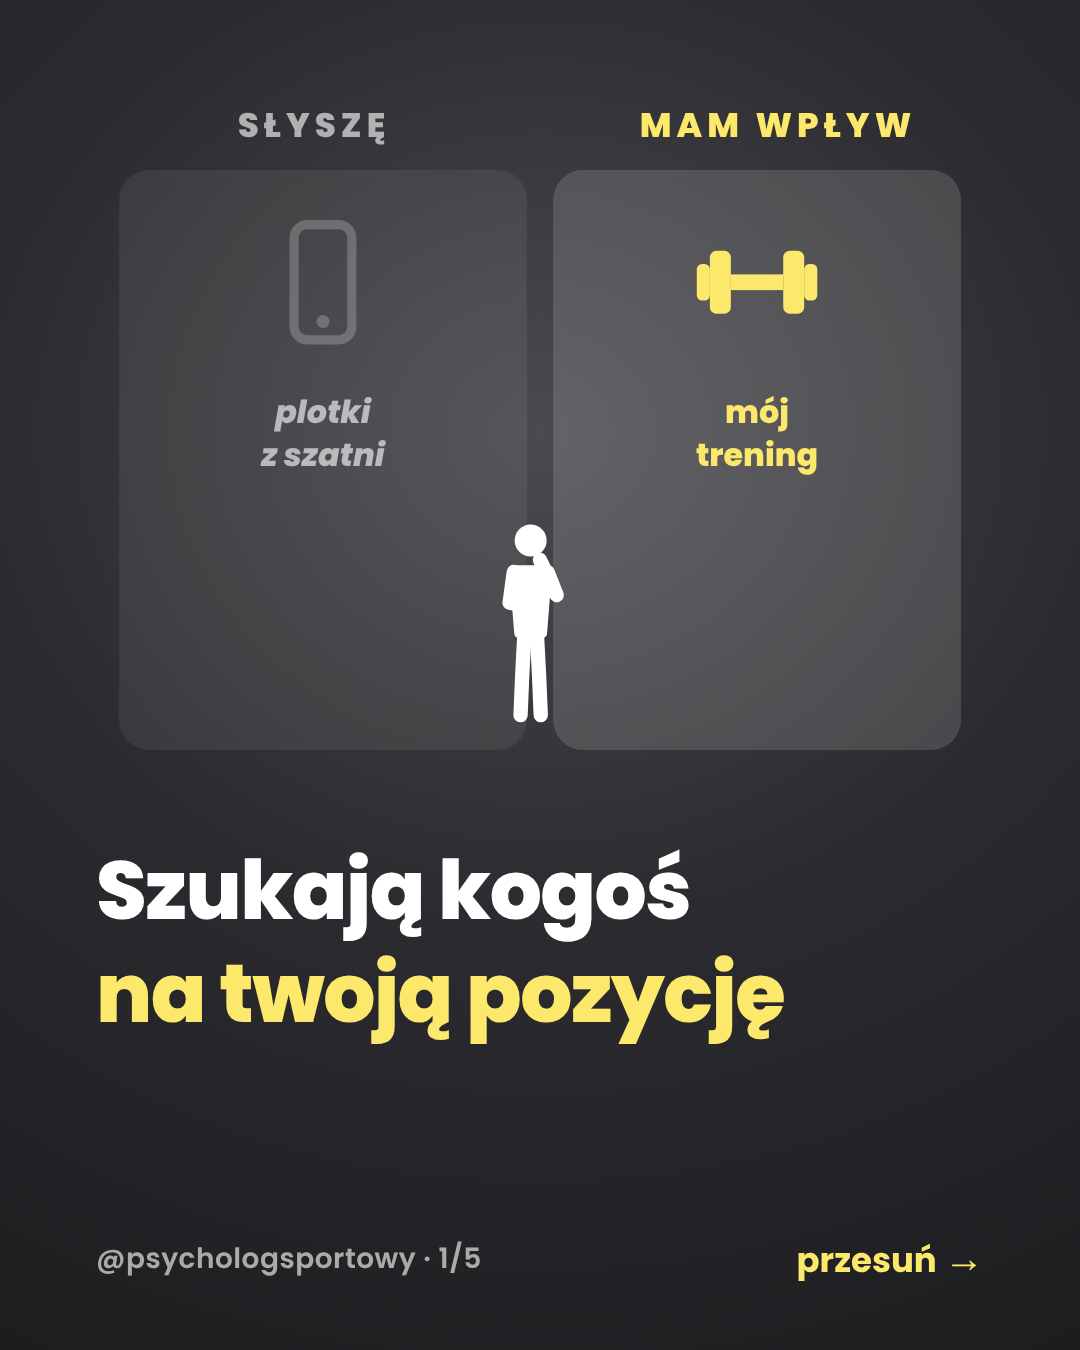 SŁYSZĘ
MAM WPŁYW
plotki
z szatni
mój
trening
Szukają kogoś
na twoją pozycję
@psychologsportowy · 1/5
przesuń →